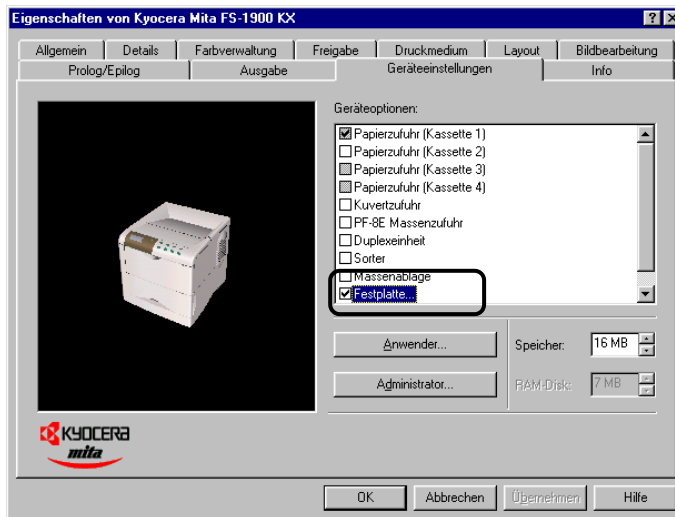 Eigenschaften von Kyocera Mita FS-1900 KX
Allgemein Details Farbverwaltung Freigabe Druckmedium Layout Bildbearbeitung
Prolog/Epilog Ausgabe Geräteeinstellungen Info
Geräteoptionen:
Papierzufuhr (Kassette 1)
Papierzufuhr (Kassette 2)
Papierzufuhr (Kassette 3)
Papierzufuhr (Kassette 4)
Kuvertzufuhr
PF-8E Massenzufuhr
Duplexeinheit
Sorter
Massenablage
Festplatte...
Anwender... Speicher: 16 MB
Administrator... RAM-Disk: 7 MB
KYOCERA
mita
OK Abbrechen Übernehmen Hilfe